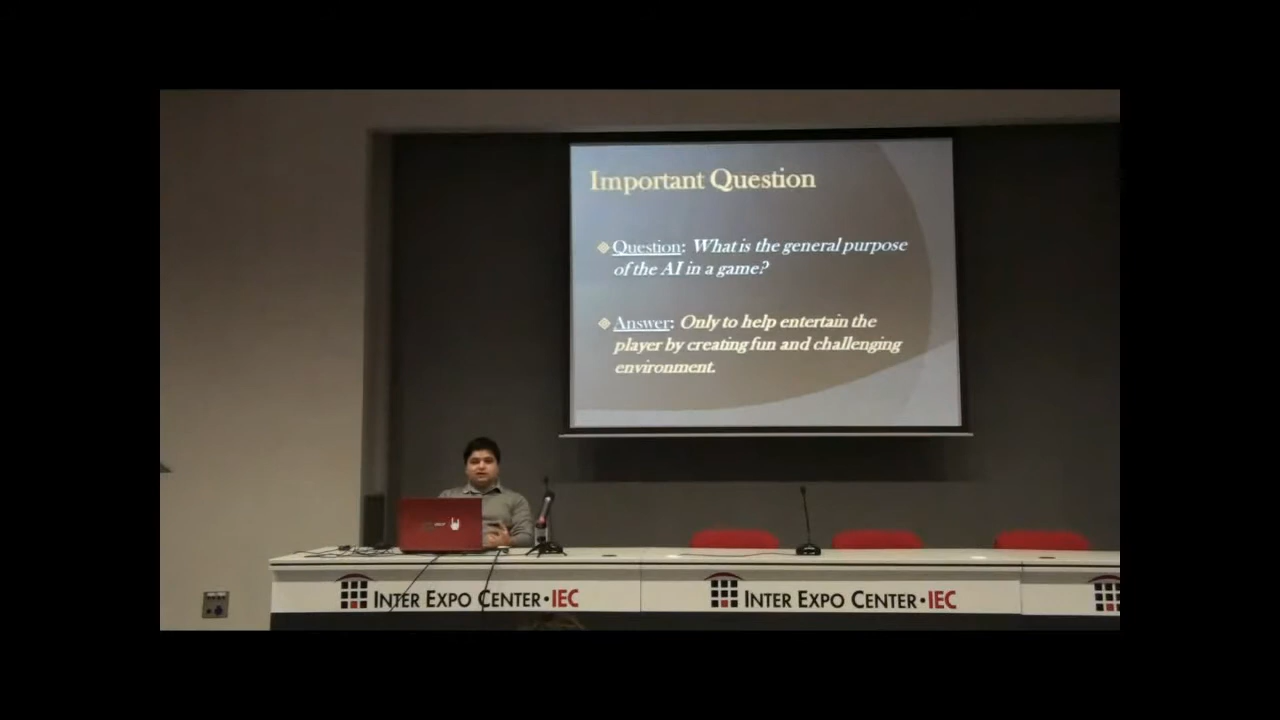 Important Question
Question: What is the general purpose
of the AI in a game?
Answer: Only to help entertain the
player by creating fun and challenging
environment.
INTER EXPO CENTER·IEC
INTER EXPO CENTER·IEC